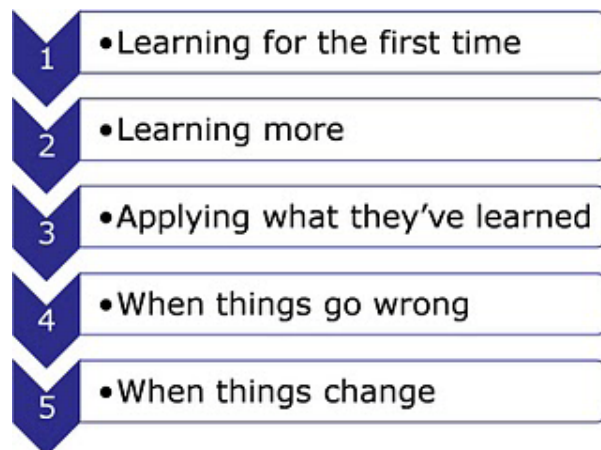 1 •Learning for the first time
2 •Learning more
3 •Applying what they've learned
4 •When things go wrong
5 •When things change